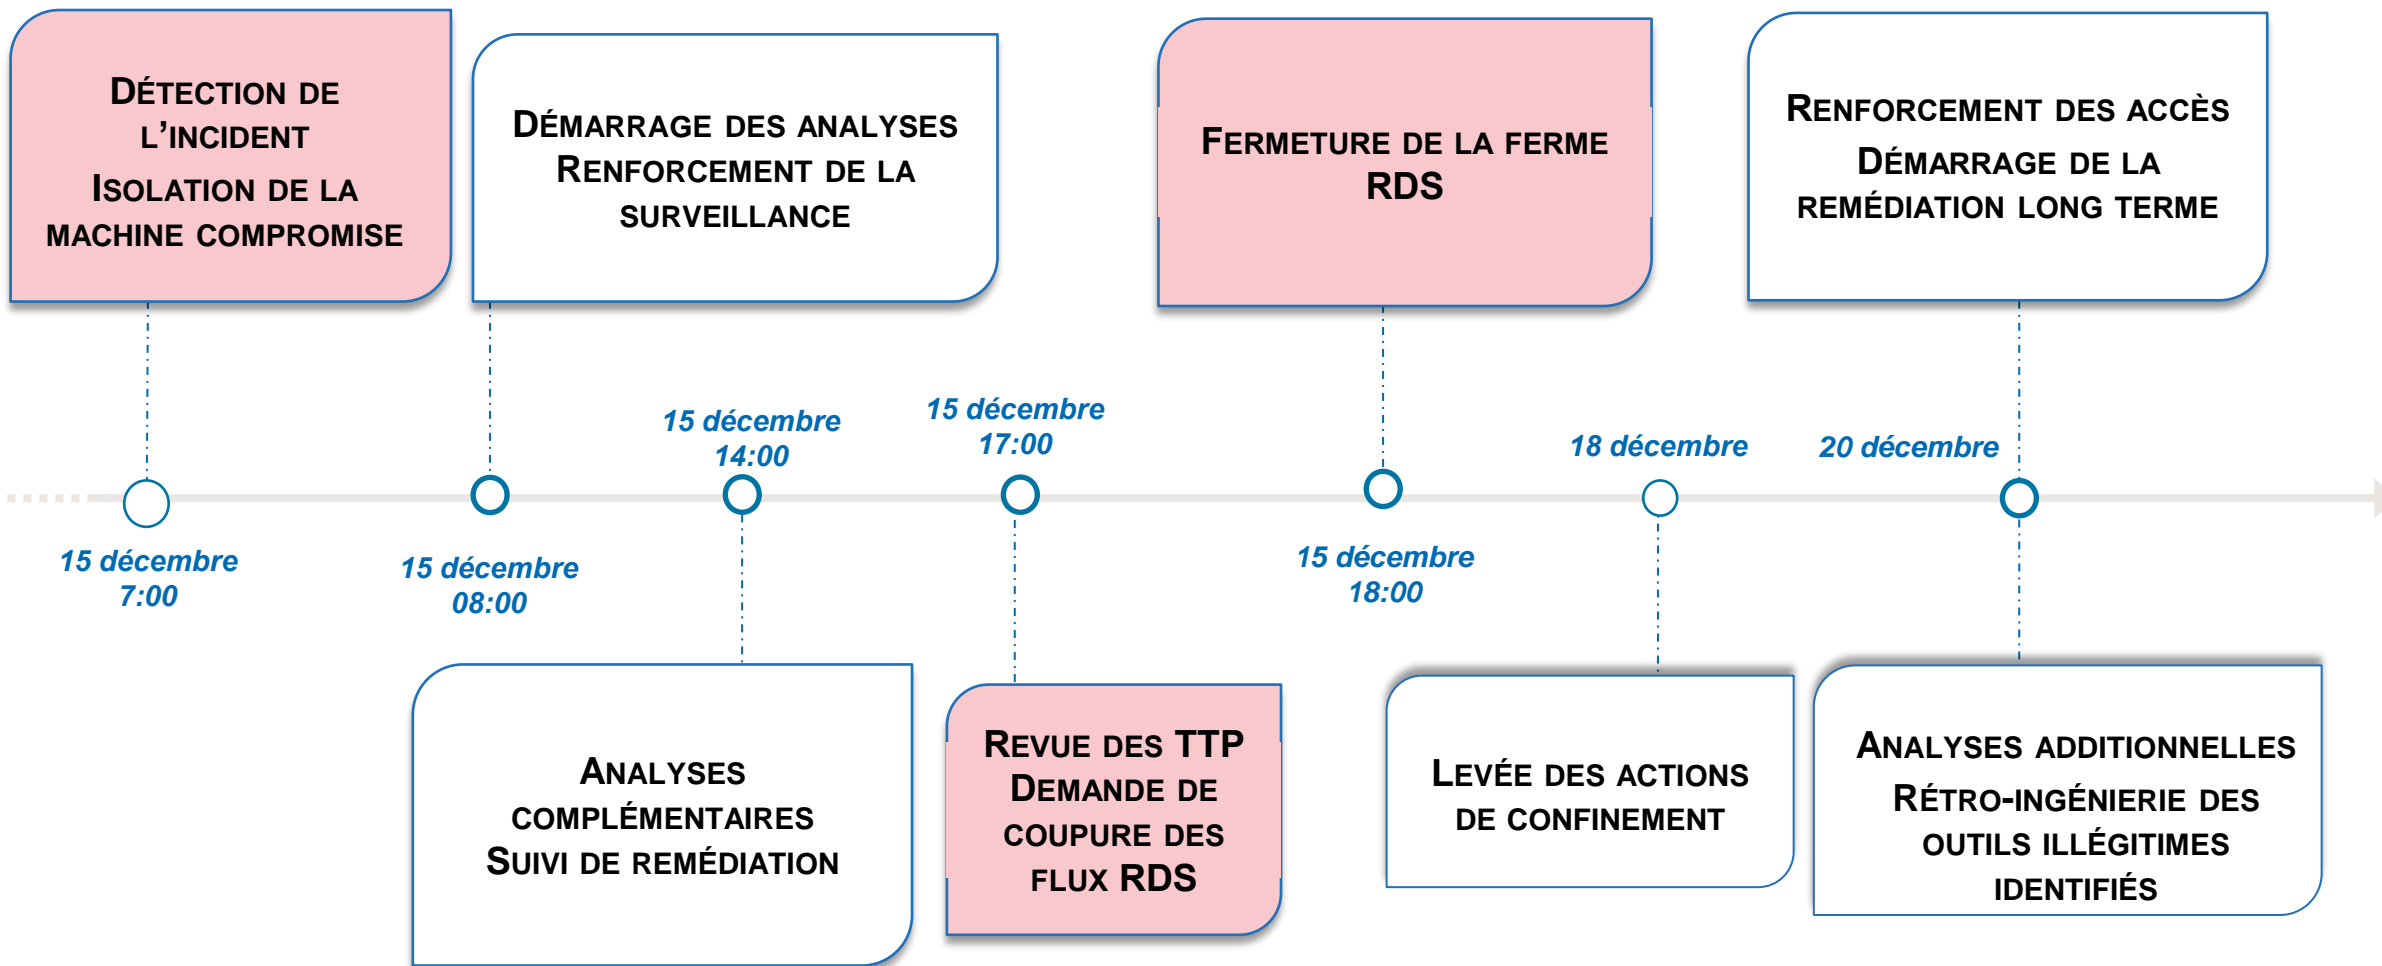 DÉTECTION DE
L’INCIDENT
ISOLATION DE LA
MACHINE COMPROMISE
DÉMARRAGE DES ANALYSES
RENFORCEMENT DE LA
SURVEILLANCE
FERMETURE DE LA FERME
RDS
RENFORCEMENT DES ACCÈS
DÉMARRAGE DE LA
REMÉDIATION LONG TERME
15 décembre
7:00
15 décembre
08:00
15 décembre
14:00
15 décembre
17:00
15 décembre
18:00
18 décembre
20 décembre
ANALYSES
COMPLÉMENTAIRES
SUIVI DE REMÉDIATION
REVUE DES TTP
DEMANDE DE
COUPURE DES
FLUX RDS
LEVÉE DES ACTIONS
DE CONFINEMENT
ANALYSES ADDITIONNELLES
RÉTRO-INGÉNIERIE DES
OUTILS ILLÉGITIMES
IDENTIFIÉS